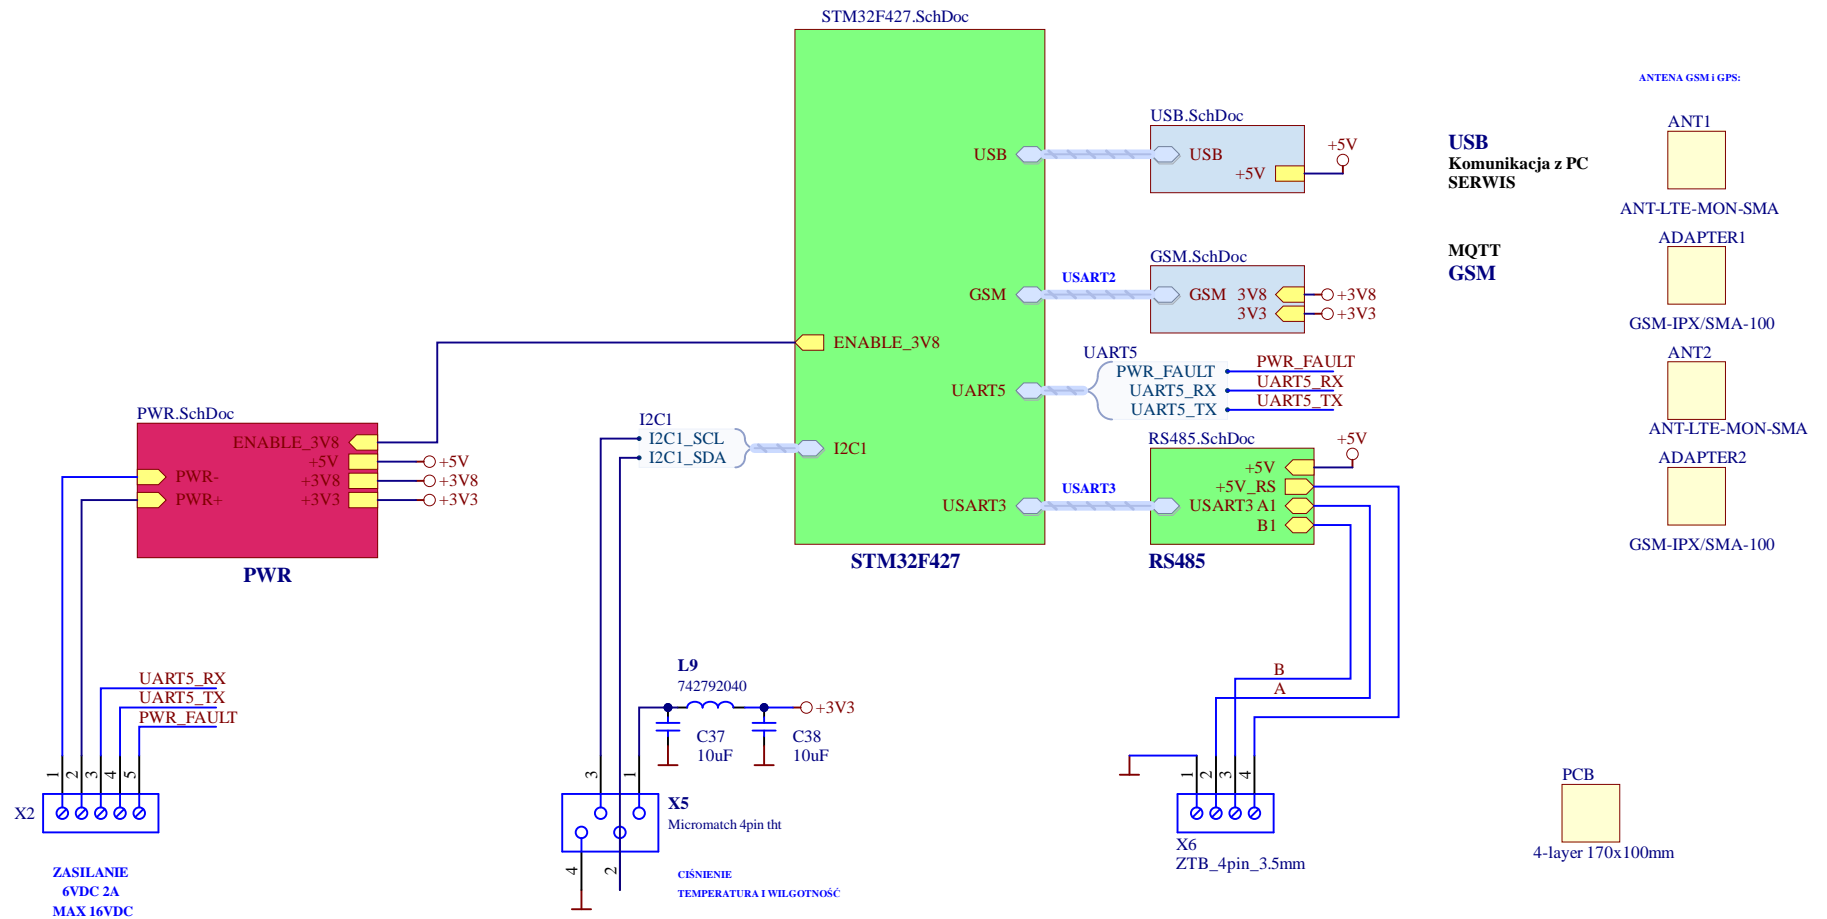 STM32F427.SchDoc
ANTENA GSM i GPS:
USB.SchDoc
USB
USB
+5V
+5V
USB
Komunikacja z PC
SERWIS
ANT1
ANT-LTE-MON-SMA
ADAPTER1
GSM-IPX/SMA-100
MQTT
GSM
GSM.SchDoc
USART2
GSM
GSM
3V8
+3V8
3V3
+3V3
ENABLE_3V8
UART5
UART5
PWR_FAULT
PWR_FAULT
UART5_RX
UART5_RX
UART5_TX
UART5_TX
ANT2
ANT-LTE-MON-SMA
ADAPTER2
GSM-IPX/SMA-100
PWR.SchDoc
ENABLE_3V8
+5V
+5V
PWR-
+3V8
+3V8
PWR+
+3V3
+3V3
PWR
I2C1
I2C1_SCL
I2C1_SDA
I2C1
RS485.SchDoc
+5V
+5V
+5V_RS
USART3
USART3
USART3
A1
B1
STM32F427
RS485
UART5_RX
UART5_TX
PWR_FAULT
1
2
3
4
5
X2
ZASILANIE
6VDC 2A
MAX 16VDC
L9
742792040
+3V3
C37
10uF
C38
10uF
3
1
X5
Micromatch 4pin tht
4
2
CIŚNIENIE
TEMPERATURA I WILGOTNOŚĆ
B
A
1
2
3
4
X6
ZTB_4pin_3.5mm
PCB
4-layer 170x100mm